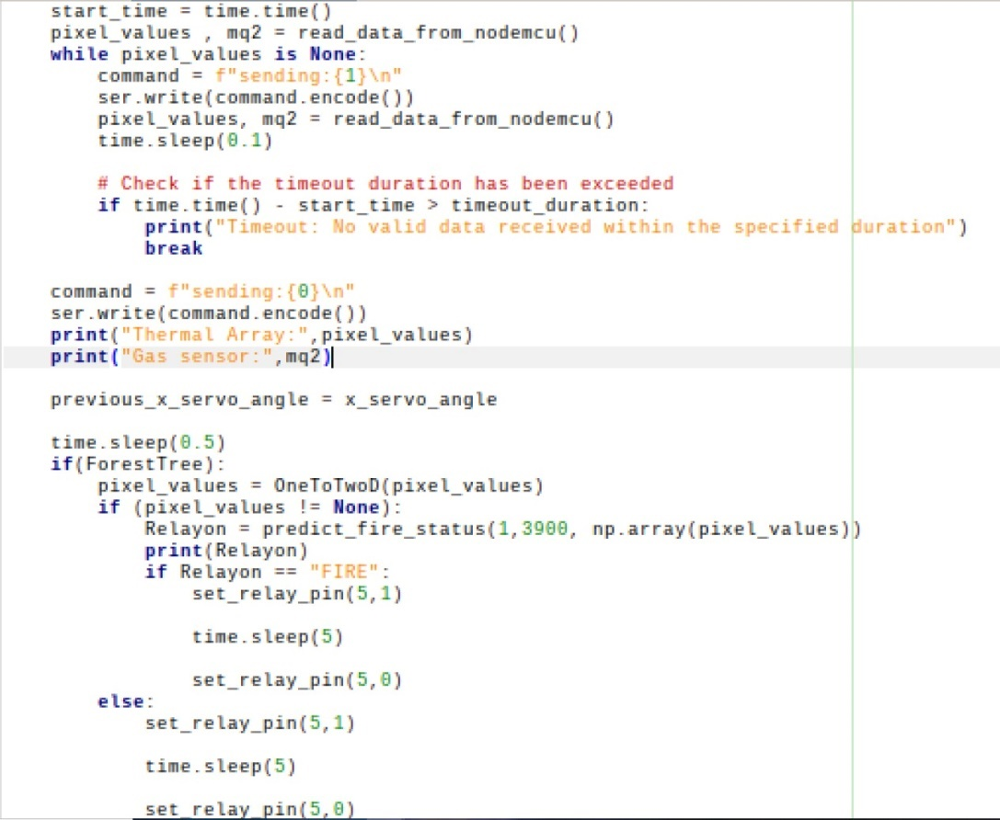 start_time = time.time()
pixel_values , mq2 = read_data_from_nodemcu()
while pixel_values is None:
    command = f"sending:{1}\n"
    ser.write(command.encode())
    pixel_values, mq2 = read_data_from_nodemcu()
    time.sleep(0.1)

    # Check if the timeout duration has been exceeded
    if time.time() - start_time > timeout_duration:
        print("Timeout: No valid data received within the specified duration")
        break

command = f"sending:{0}\n"
ser.write(command.encode())
print("Thermal Array:",pixel_values)
print("Gas sensor:",mq2)

previous_x_servo_angle = x_servo_angle

time.sleep(0.5)
if(ForestTree):
    pixel_values = OneToTwoD(pixel_values)
    if (pixel_values != None):
        Relayon = predict_fire_status(1,3900, np.array(pixel_values))
        print(Relayon)
        if Relayon == "FIRE":
            set_relay_pin(5,1)

            time.sleep(5)

            set_relay_pin(5,0)
    else:
        set_relay_pin(5,1)

        time.sleep(5)

        set_relay_pin(5,0)